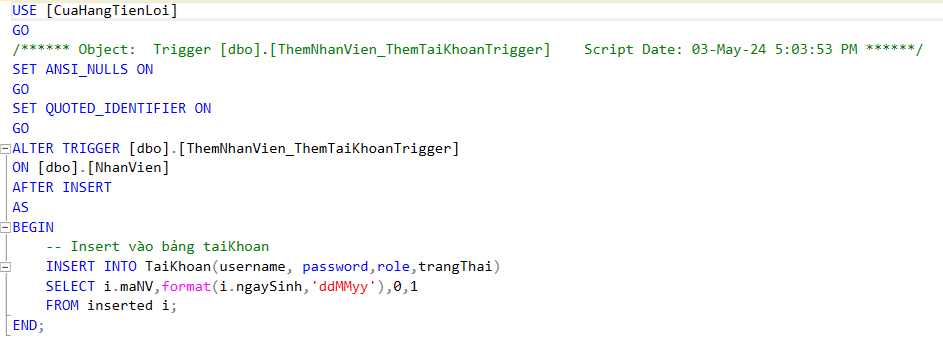 USE [CuaHangTienLoi]
GO
/****** Object:  Trigger [dbo].[ThemNhanVien_ThemTaiKhoanTrigger]    Script Date: 03-May-24 5:03:53 PM ******/
SET ANSI_NULLS ON
GO
SET QUOTED_IDENTIFIER ON
GO
ALTER TRIGGER [dbo].[ThemNhanVien_ThemTaiKhoanTrigger]
ON [dbo].[NhanVien]
AFTER INSERT
AS
BEGIN
    -- Insert vào bảng taiKhoan
    INSERT INTO TaiKhoan(username, password,role,trangThai)
    SELECT i.maNV,format(i.ngaySinh,'ddMMyy'),0,1
    FROM inserted i;
END;